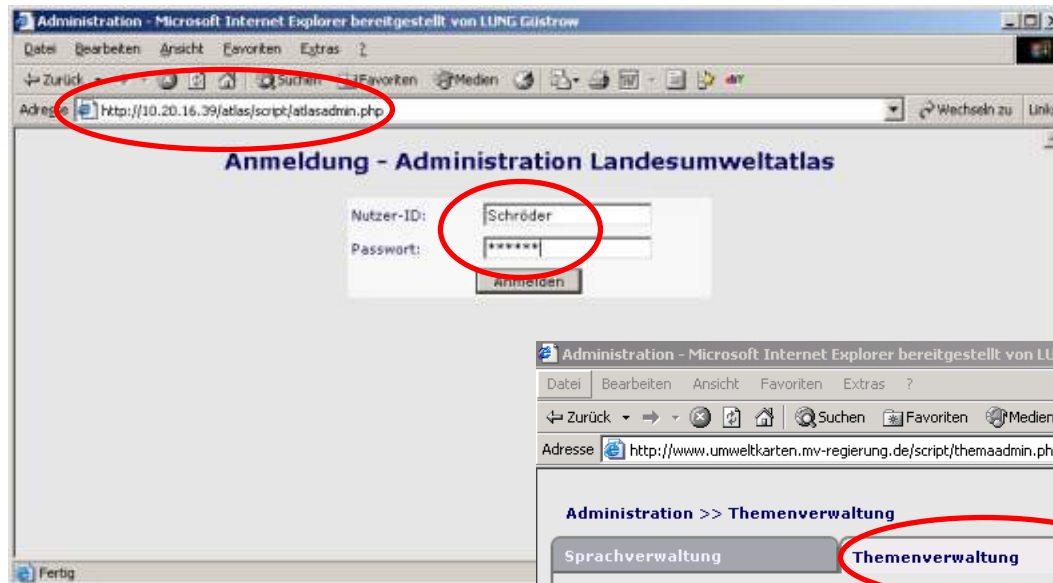 Administration - Microsoft Internet Explorer bereitgestellt von LUNG Güstrow
Datei Bearbeiten Ansicht Favoriten Extras ?
Zurück Suchen Favoriten Medien
Adresse http://10.20.16.39/atlas/script/atlasadmin.php Wechseln zu Link
Anmeldung - Administration Landesumweltatlas
Nutzer-ID: Schröder
Passwort: ******
Anmelden
Fertig
Administration - Microsoft Internet Explorer bereitgestellt von LU
Datei Bearbeiten Ansicht Favoriten Extras ?
Zurück Suchen Favoriten Medien
Adresse http://www.umweltkarten.mv-regierung.de/script/themaadmin.ph
Administration >> Themenverwaltung
Sprachverwaltung Themenverwaltung